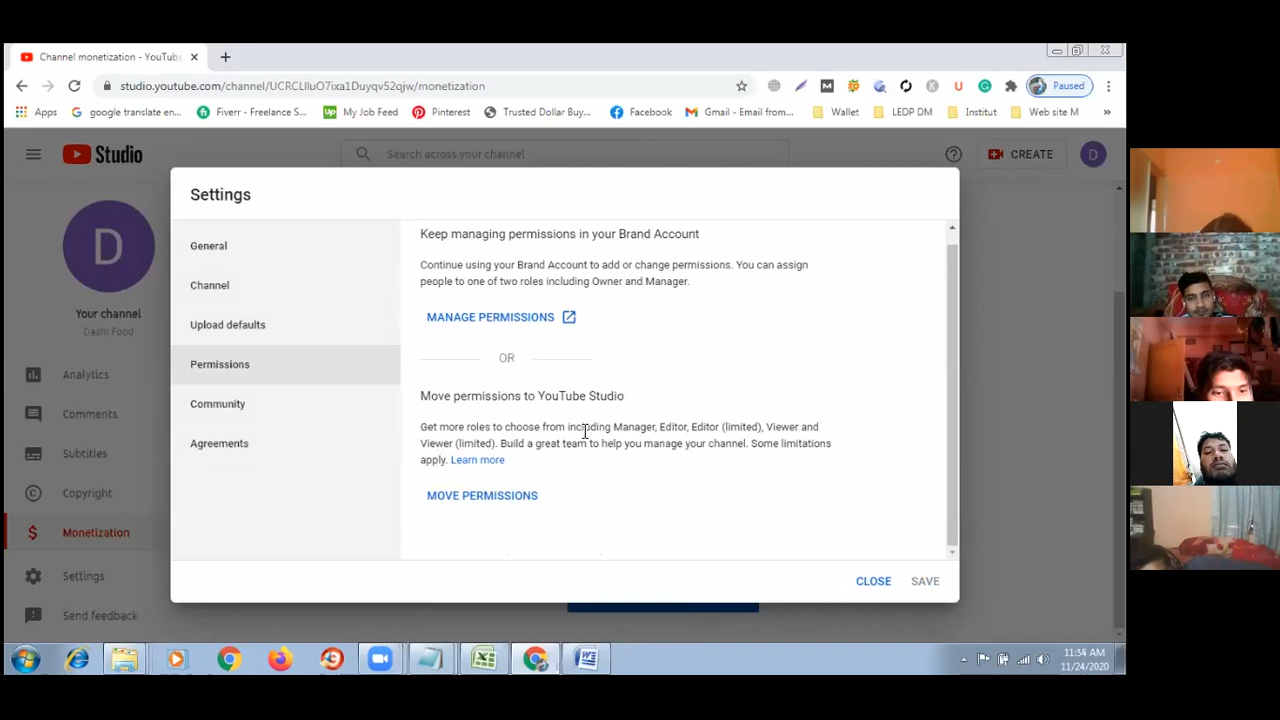 Channel monetization - YouTube
studio.youtube.com/channel/UCRCLlluO7ixa1Duyqv52qjw/monetization
Paused
Apps
google translate en...
Fiverr - Freelance S...
My Job Feed
Pinterest
Trusted Dollar Buy...
Facebook
Gmail - Email from...
Wallet
LEDP DM
Institut
Web site M
»
Studio
Search across your channel
CREATE
D
D
Your channel
Dashi Food
Analytics
Comments
Subtitles
Copyright
Monetization
Settings
Send feedback
Settings
General
Channel
Upload defaults
Permissions
Community
Agreements
Keep managing permissions in your Brand Account
Continue using your Brand Account to add or change permissions. You can assign
people to one of two roles including Owner and Manager.
MANAGE PERMISSIONS
OR
Move permissions to YouTube Studio
Get more roles to choose from including Manager, Editor, Editor (limited), Viewer and
Viewer (limited). Build a great team to help you manage your channel. Some limitations
apply. Learn more
MOVE PERMISSIONS
CLOSE
SAVE
11:34 AM
11/24/2020